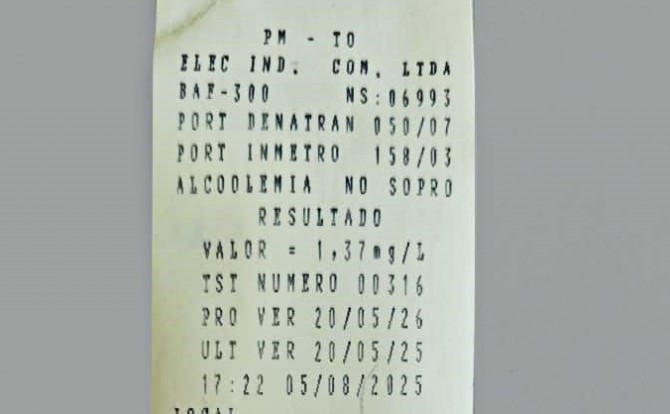 PM - TO
ELEC IND. COM. LTDA
BAF-300 NS:06993
PORT DENATRAN 050/07
PORT INMETRO 158/03
ALCOOLEMIA NO SOPRO
RESULTADO
VALOR = 1,37mg/L
TST NUMERO 00316
PRO VER 20/05/26
ULT VER 20/05/25
17:22 05/08/2025